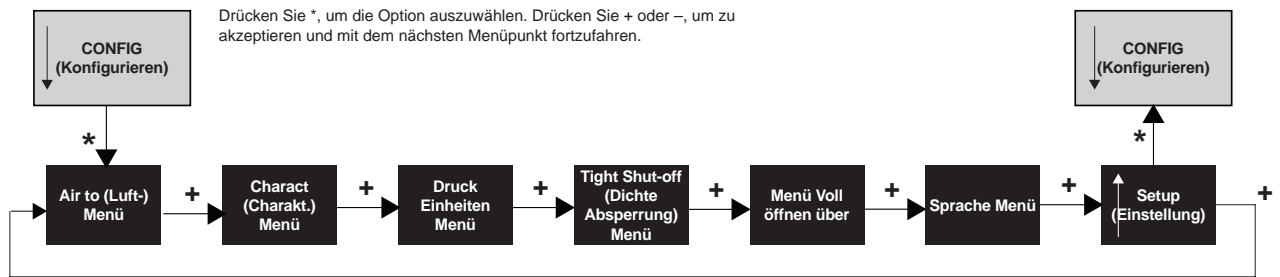 Drücken Sie *, um die Option auszuwählen. Drücken Sie + oder –, um zu
akzeptieren und mit dem nächsten Menüpunkt fortzufahren.
CONFIG
(Konfigurieren)
CONFIG
(Konfigurieren)
*
*
Air to (Luft-)
Menü
+
Charact
(Charakt.)
Menü
+
Druck
Einheiten
Menü
+
Tight Shut-off
(Dichte
Absperrung)
Menü
+
Menü Voll
öffnen über
+
Sprache Menü
+
Setup
(Einstellung)
+